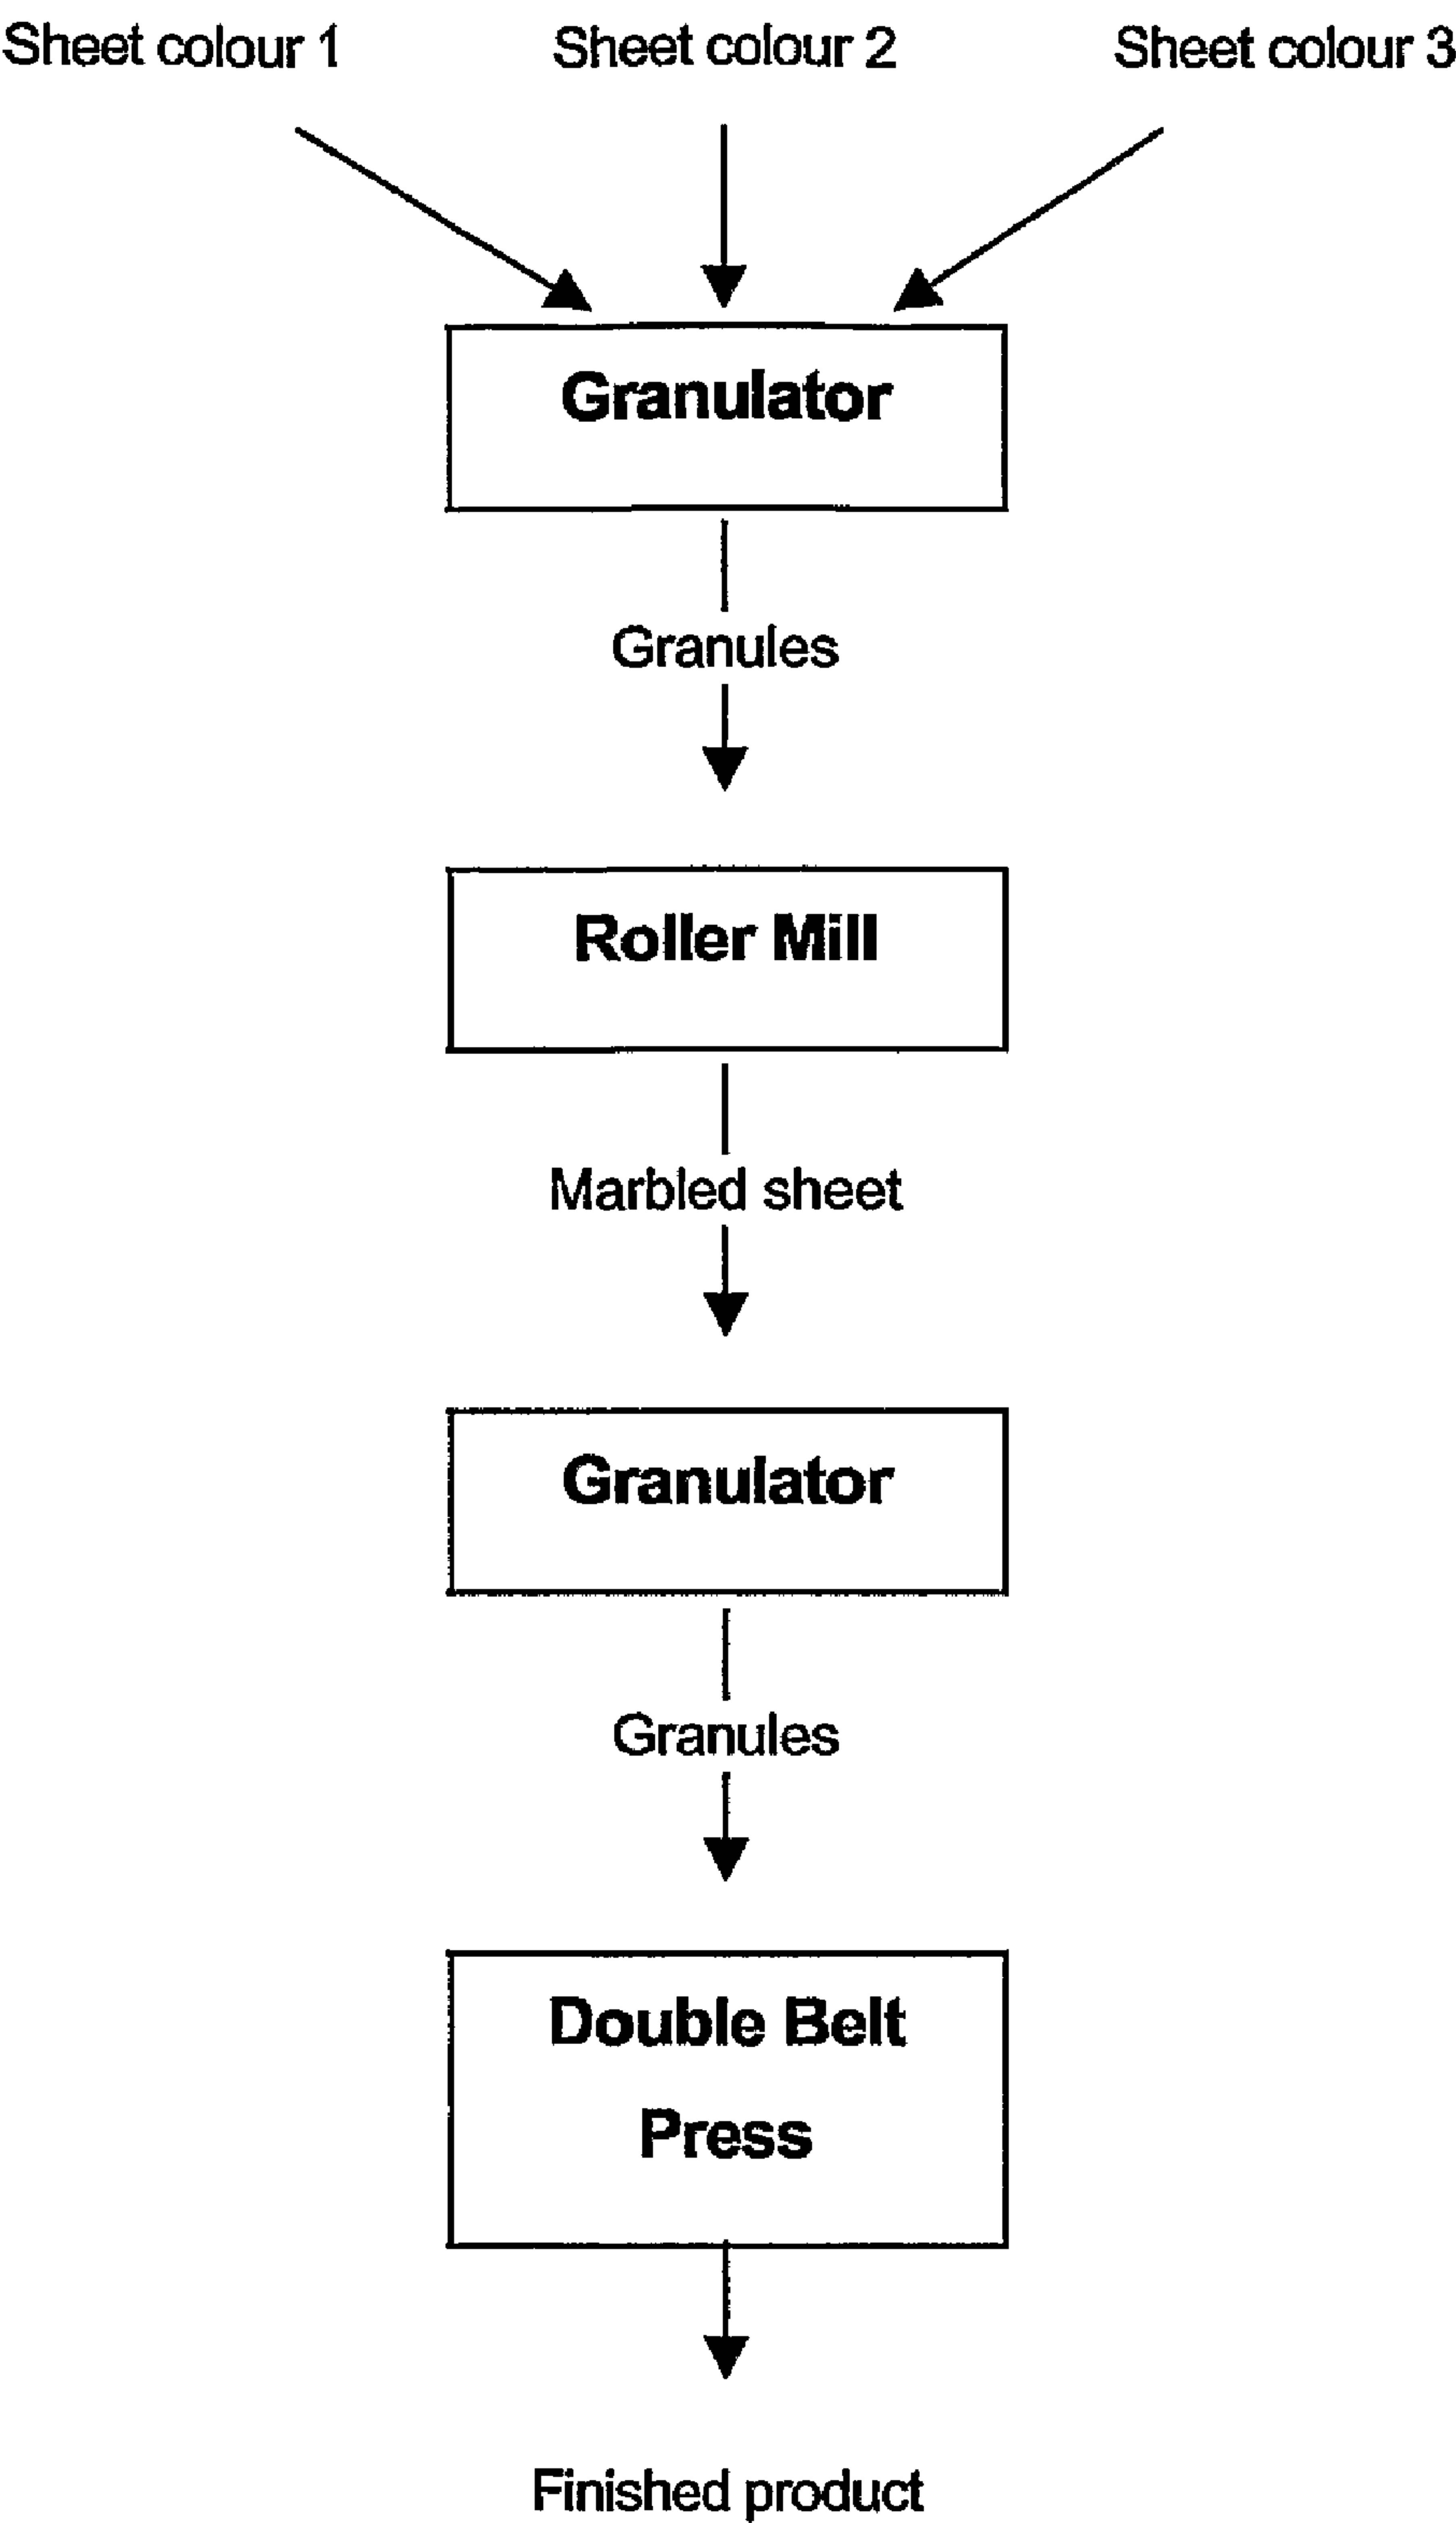 Sheet colour 1
Sheet colour 2
Sheet colour 3
Granulator
Granules
Roller Mill
Marbled sheet
Granulator
Granules
Double Belt
Press
Finished product